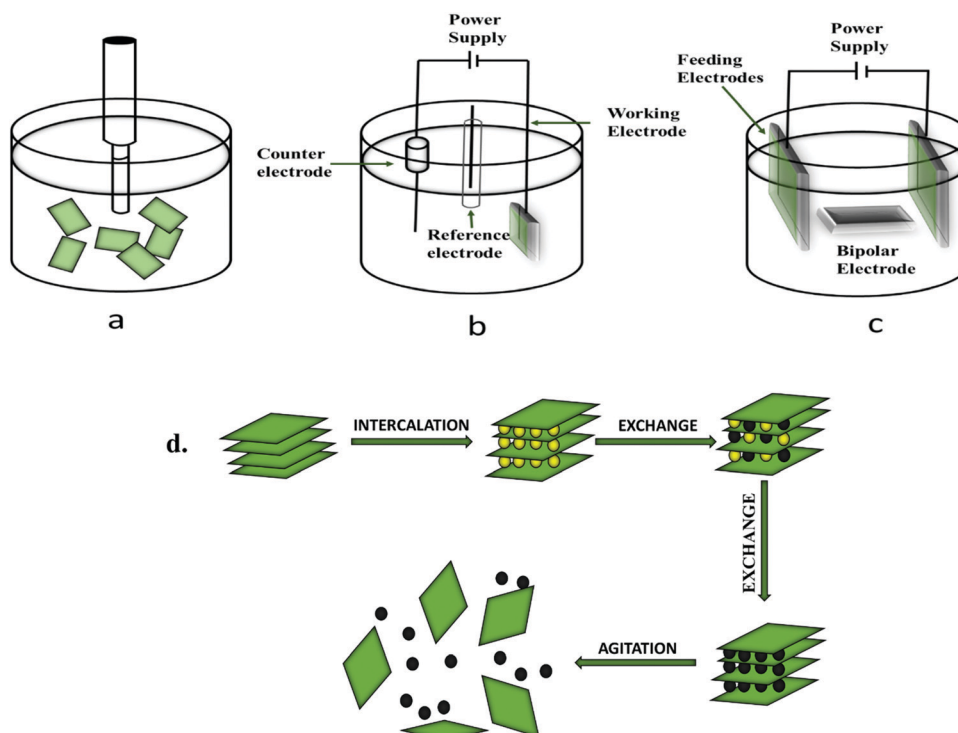 Power
Supply
Counter
electrode
Working
Electrode
Reference
electrode
Power
Supply
Feeding
Electrodes
Bipolar
Electrode
a
b
c
d.
INTERCALATION
EXCHANGE
EXCHANGE
AGITATION